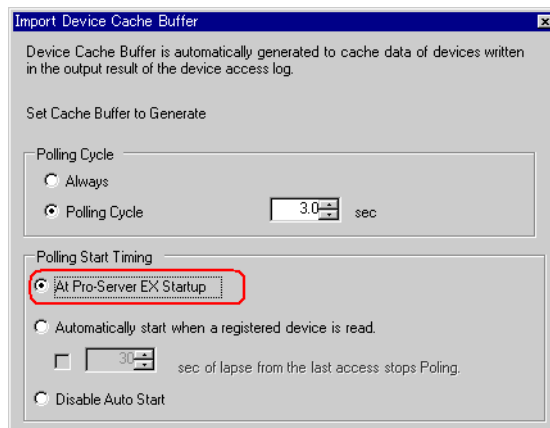 Import Device Cache Buffer
Device Cache Buffer is automatically generated to cache data of devices written
in the output result of the device access log.
Set Cache Buffer to Generate
Polling Cycle
Always
Polling Cycle 3.0 sec
Polling Start Timing
At Pro-Server EX Startup
Automatically start when a registered device is read.
30 sec of lapse from the last access stops Poling.
Disable Auto Start